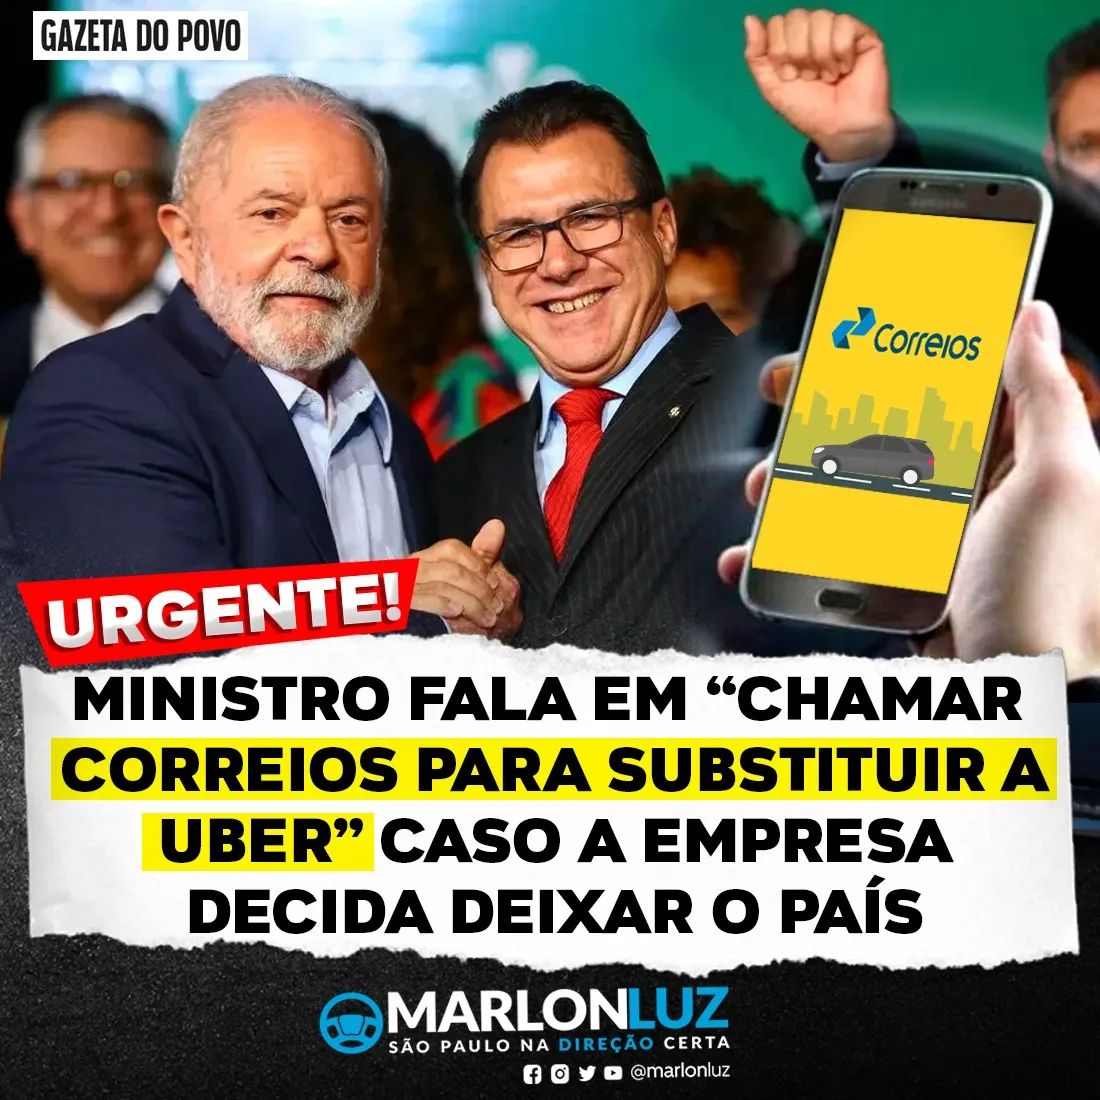 GAZETA DO POVO
Correios
URGENTE!
MINISTRO FALA EM “CHAMAR
CORREIOS PARA SUBSTITUIR A
UBER” CASO A EMPRESA
DECIDA DEIXAR O PAÍS
MARLONLUZ
SÃO PAULO NA DIREÇÃO CERTA
@marlonluz